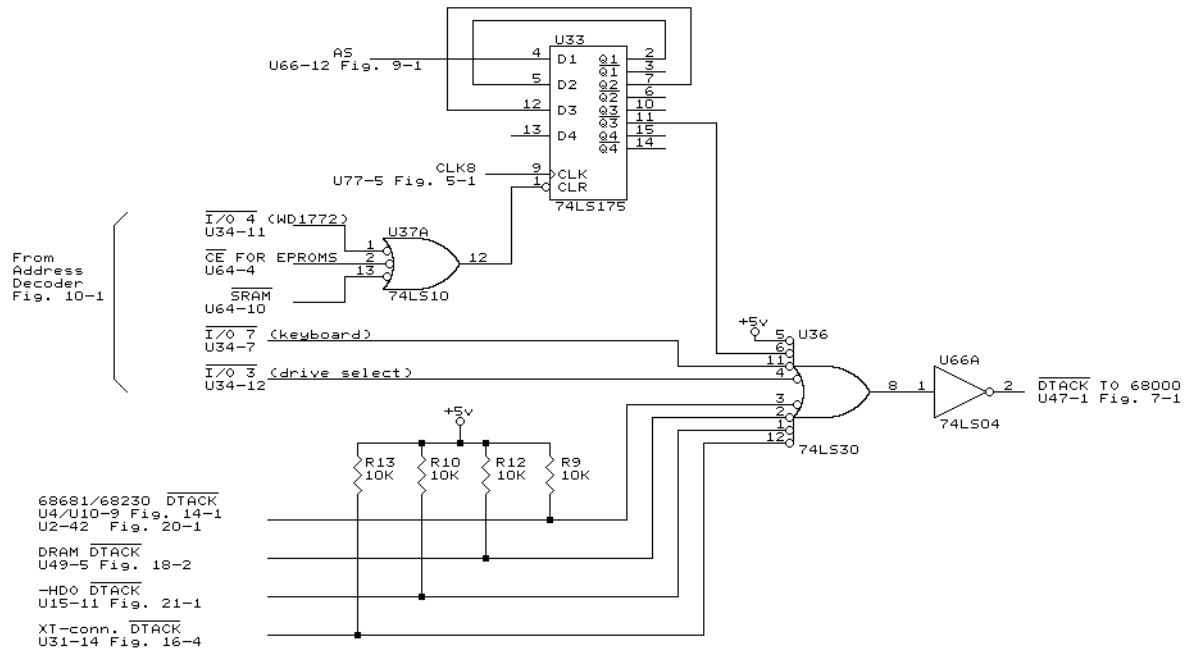 U33
AS
U66-12 Fig. 9-1
4 D1 Q1 2
Q1 3
5 D2 Q2 7
Q2 6
12 D3 Q3 10
Q3 11
13 D4 Q4 15
Q4 14
CLK8
U77-5 Fig. 5-1
9 CLK
1 CLR
74LS175
From
Address
Decoder
Fig. 10-1
I/O 4 (WD1772)
U34-11
CE FOR EPROMS
U64-4
SRAM
U64-10
U37A
1
2
13
12
74LS10
I/O 7 (keyboard)
U34-7
I/O 3 (drive select)
U34-12
+5v
5 U36
6
11
4
3
2
1
12
8
74LS30
U66A
1 2
74LS04
DTACK TO 68000
U47-1 Fig. 7-1
+5v
R13
10K
R10
10K
R12
10K
R9
10K
68681/68230 DTACK
U4/U10-9 Fig. 14-1
U2-42 Fig. 20-1
DRAM DTACK
U49-5 Fig. 18-2
-HDO DTACK
U15-11 Fig. 21-1
XT-conn. DTACK
U31-14 Fig. 16-4